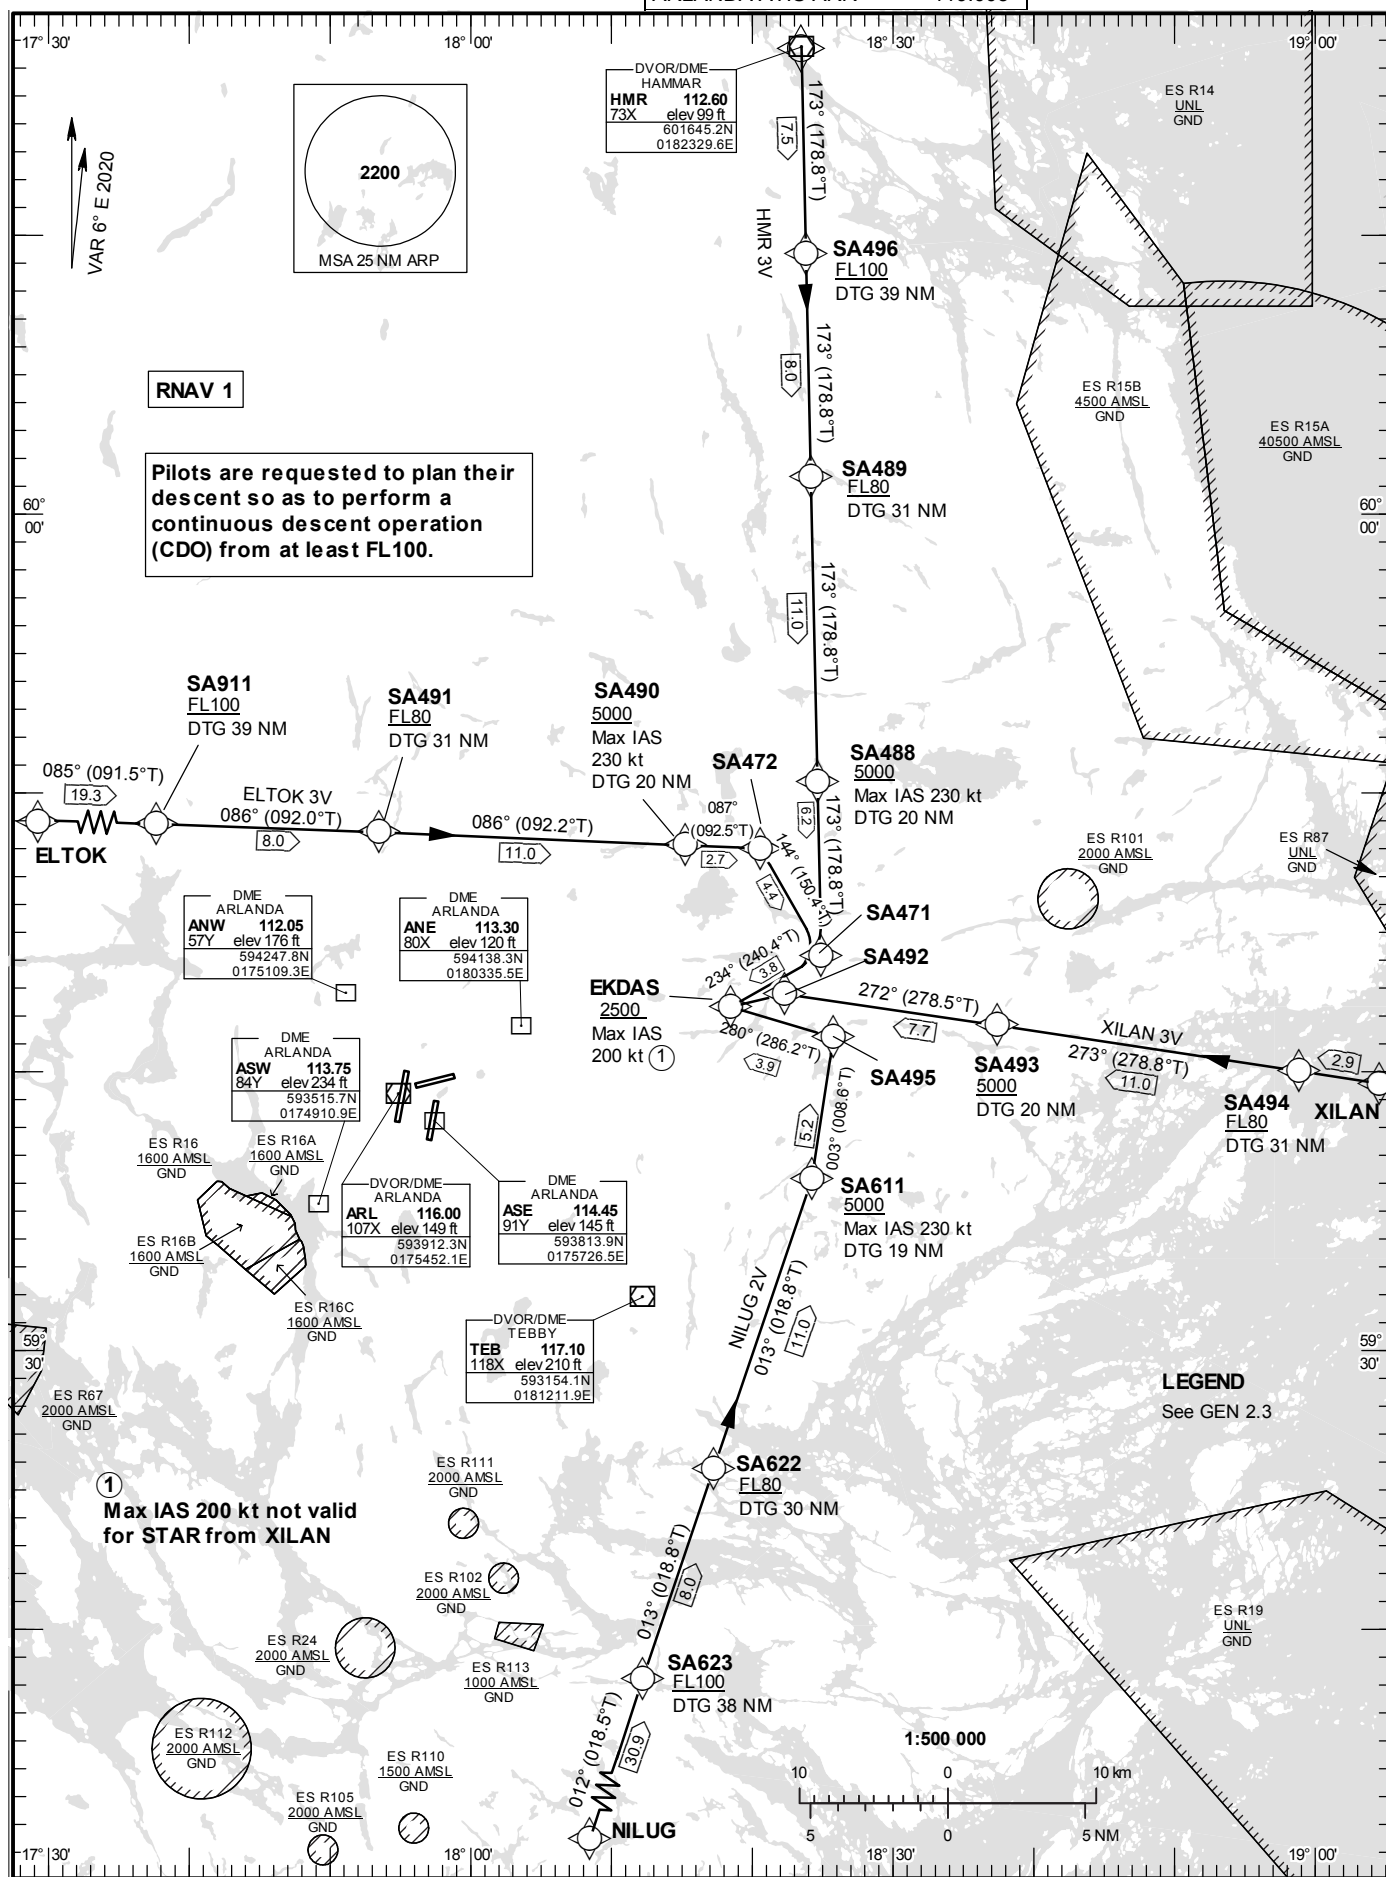 17° 30'
18° 00'
18° 30'
19° 00'
DVOR/DME
HAMMAR
HMR 112.60
73X elev 99 ft
601645.2N
0182329.6E
2200
MSA 25 NM ARP
VAR 6° E 2020
173° (178.8°T)
7.5
HMR 3V
ES R14
UNL
GND
SA496
FL100
DTG 39 NM
173° (178.8°T)
8.0
RNAV 1
ES R15B
4500 AMSL
GND
ES R15A
40500 AMSL
GND
Pilots are requested to plan their
descent so as to perform a
continuous descent operation
(CDO) from at least FL100.
SA489
FL80
DTG 31 NM
60°
00'
60°
00'
173° (178.8°T)
11.0
SA911
FL100
DTG 39 NM
SA491
FL80
DTG 31 NM
SA490
5000
Max IAS
230 kt
DTG 20 NM
SA472
SA488
5000
Max IAS 230 kt
DTG 20 NM
085° (091.5°T)
19.3
ELTOK
ELTOK 3V
086° (092.0°T)
8.0
086° (092.2°T)
11.0
087°
(092.5°T)
2.7
144° (150.4°T)
4.4
173° (178.8°T)
6.2
ES R101
2000 AMSL
GND
ES R87
UNL
GND
DME
ARLANDA
ANW 112.05
57Y elev 176 ft
594247.8N
0175109.3E
DME
ARLANDA
ANE 113.30
80X elev 120 ft
594138.3N
0180335.5E
SA471
SA492
234° (240.4°T)
3.8
EKDAS
2500
Max IAS
200 kt 1
280° (286.2°T)
3.9
272° (278.5°T)
7.7
XILAN 3V
273° (278.8°T)
11.0
2.9
SA495
SA493
5000
DTG 20 NM
SA494
FL80
DTG 31 NM
XILAN
DME
ARLANDA
ASW 113.75
84Y elev 234 ft
593515.7N
0174910.9E
003° (008.6°T)
5.2
ES R16
1600 AMSL
GND
ES R16A
1600 AMSL
GND
ES R16B
1600 AMSL
GND
ES R16C
1600 AMSL
GND
DVOR/DME
ARLANDA
ARL 116.00
107X elev 149 ft
593912.3N
0175452.1E
DME
ARLANDA
ASE 114.45
91Y elev 145 ft
593813.9N
0175726.5E
SA611
5000
Max IAS 230 kt
DTG 19 NM
NILUG 2V
013° (018.8°T)
11.0
DVOR/DME
TEBBY
TEB 117.10
118X elev 210 ft
593154.1N
0181211.9E
59°
30'
59°
30'
ES R67
2000 AMSL
GND
LEGEND
See GEN 2.3
1
Max IAS 200 kt not valid
for STAR from XILAN
ES R111
2000 AMSL
GND
SA622
FL80
DTG 30 NM
013° (018.8°T)
8.0
ES R102
2000 AMSL
GND
ES R24
2000 AMSL
GND
ES R113
1000 AMSL
GND
ES R19
UNL
GND
SA623
FL100
DTG 38 NM
012° (018.5°T)
30.9
NILUG
ES R112
2000 AMSL
GND
ES R110
1500 AMSL
GND
ES R105
2000 AMSL
GND
1:500 000
10 0 10 km
5 0 5 NM
17° 30'
18° 00'
18° 30'
19° 00'